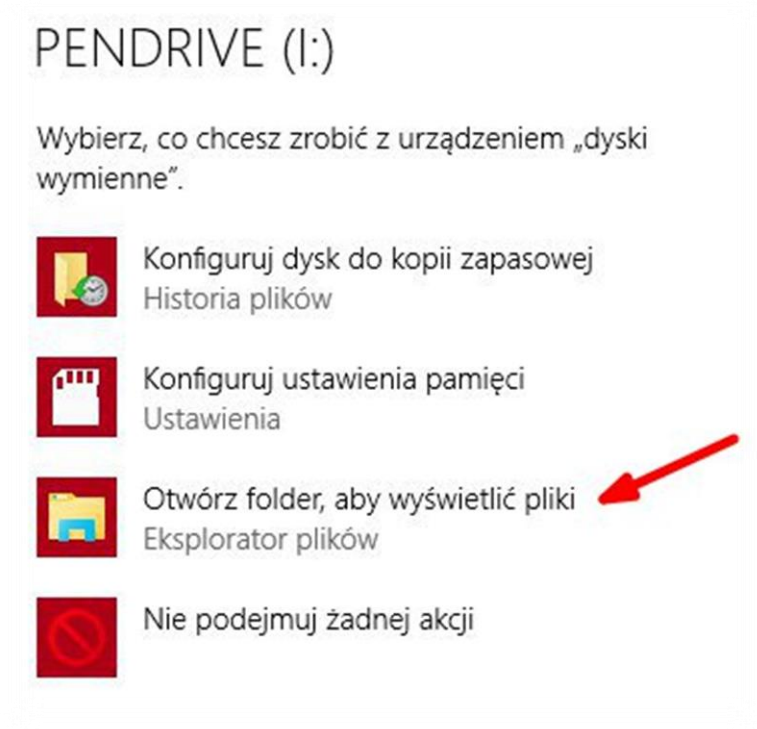 PENDRIVE (I:)
Wybierz, co chcesz zrobić z urządzeniem „dyski
wymienne”.
Konfiguruj dysk do kopii zapasowej
Historia plików
Konfiguruj ustawienia pamięci
Ustawienia
Otwórz folder, aby wyświetlić pliki
Eksplorator plików
Nie podejmuj żadnej akcji